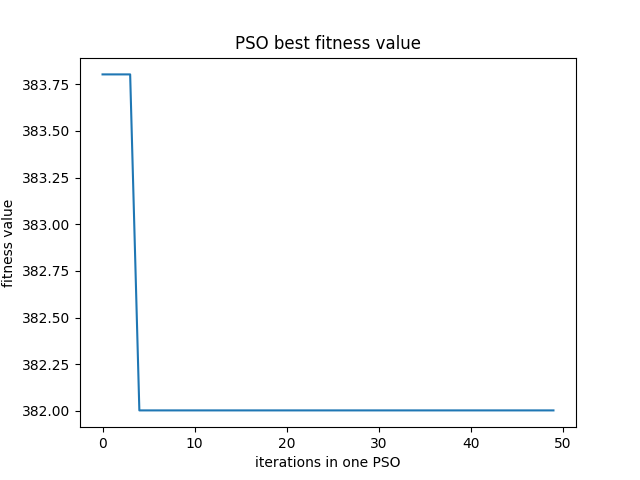 PSO best fitness value
fitness value
383.75
383.50
383.25
383.00
382.75
382.50
382.25
382.00
0 10 20 30 40 50
iterations in one PSO